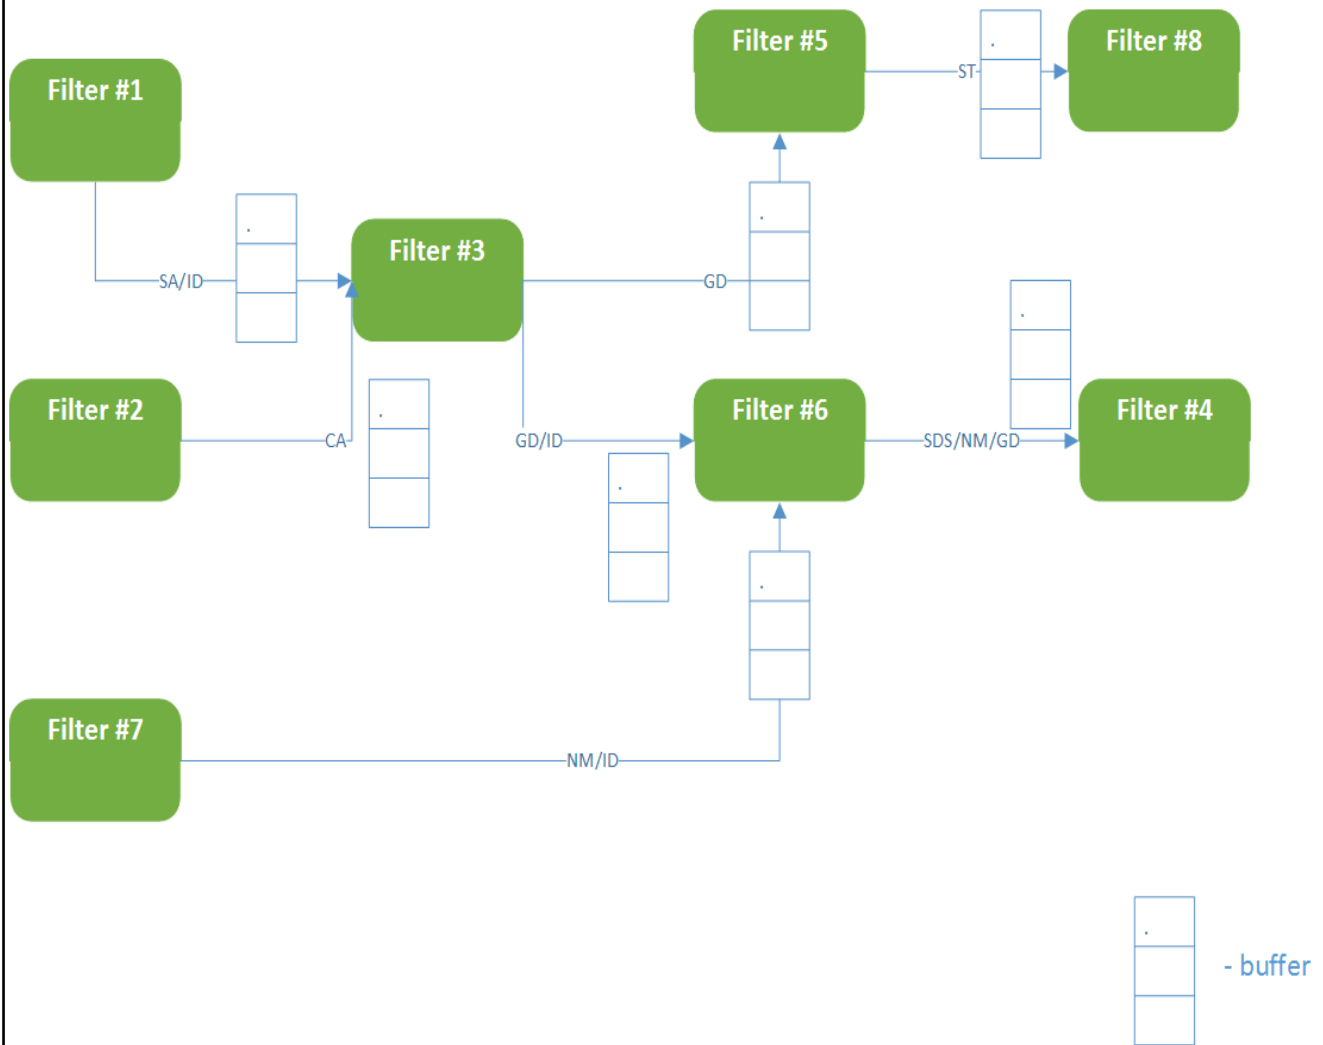 Filter #5
Filter #8
Filter #1
ST
Filter #3
SA/ID
GD
Filter #2
Filter #6
Filter #4
CA
GD/ID
SDS/NM/GD
Filter #7
NM/ID
- buffer